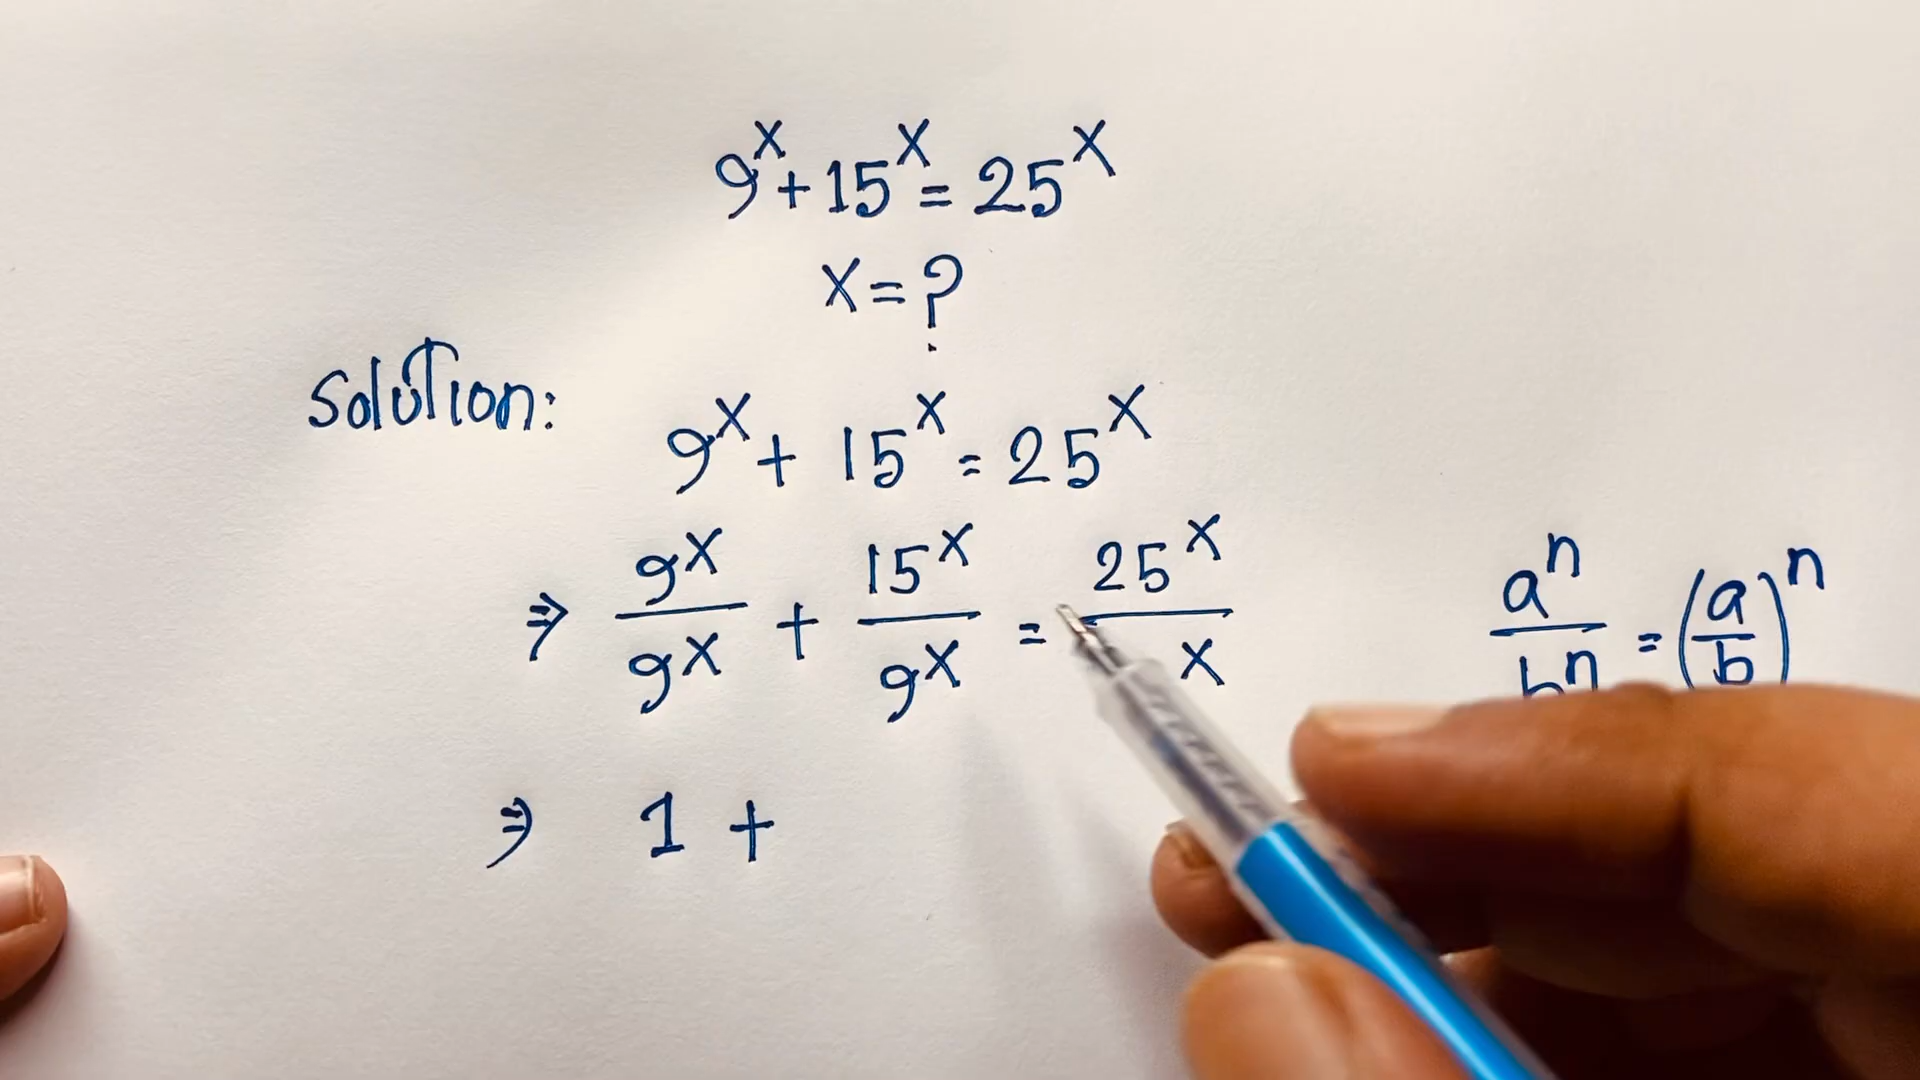 9^x + 15^x = 25^x
x = ?
Solution:
9^x + 15^x = 25^x
⇒ 9^x/9^x + 15^x/9^x = 25^x/ ^x
a^n/b^n = (a/b)^n
⇒ 1 +